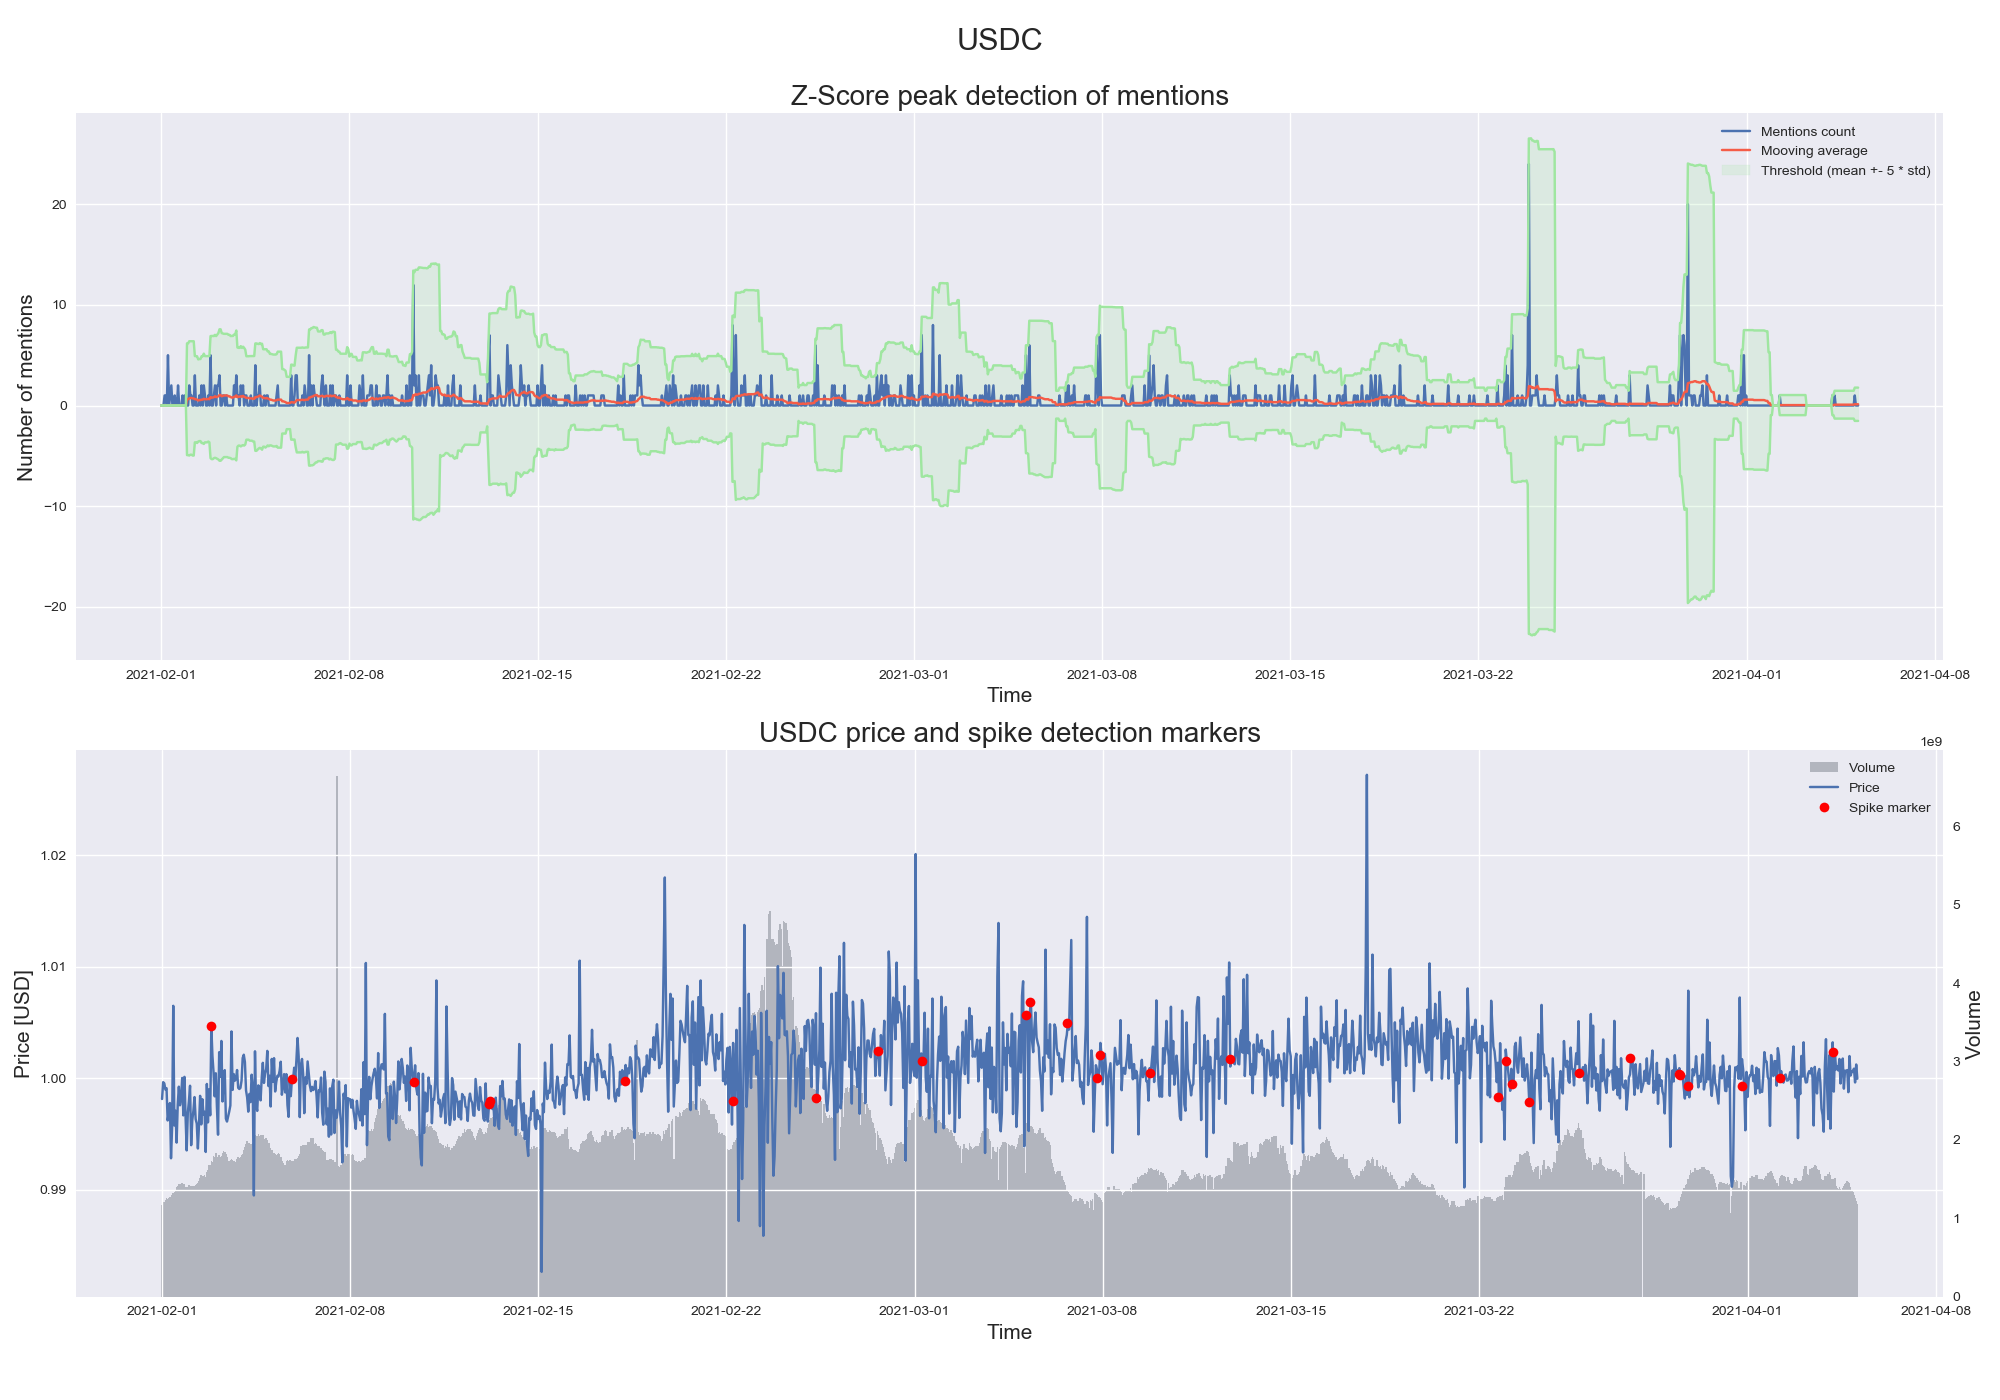 USDC
Z-Score peak detection of mentions
Mentions count
Mooving average
Threshold (mean +- 5 * std)
Number of mentions
20
10
0
−10
−20
2021-02-01 2021-02-08 2021-02-15 2021-02-22 2021-03-01 2021-03-08 2021-03-15 2021-03-22 2021-04-01 2021-04-08
Time
USDC price and spike detection markers
1e9
Volume
Price
Spike marker
Price [USD]
1.02
1.01
1.00
0.99
6
5
4
3
2
1
0
Volume
2021-02-01 2021-02-08 2021-02-15 2021-02-22 2021-03-01 2021-03-08 2021-03-15 2021-03-22 2021-04-01 2021-04-08
Time